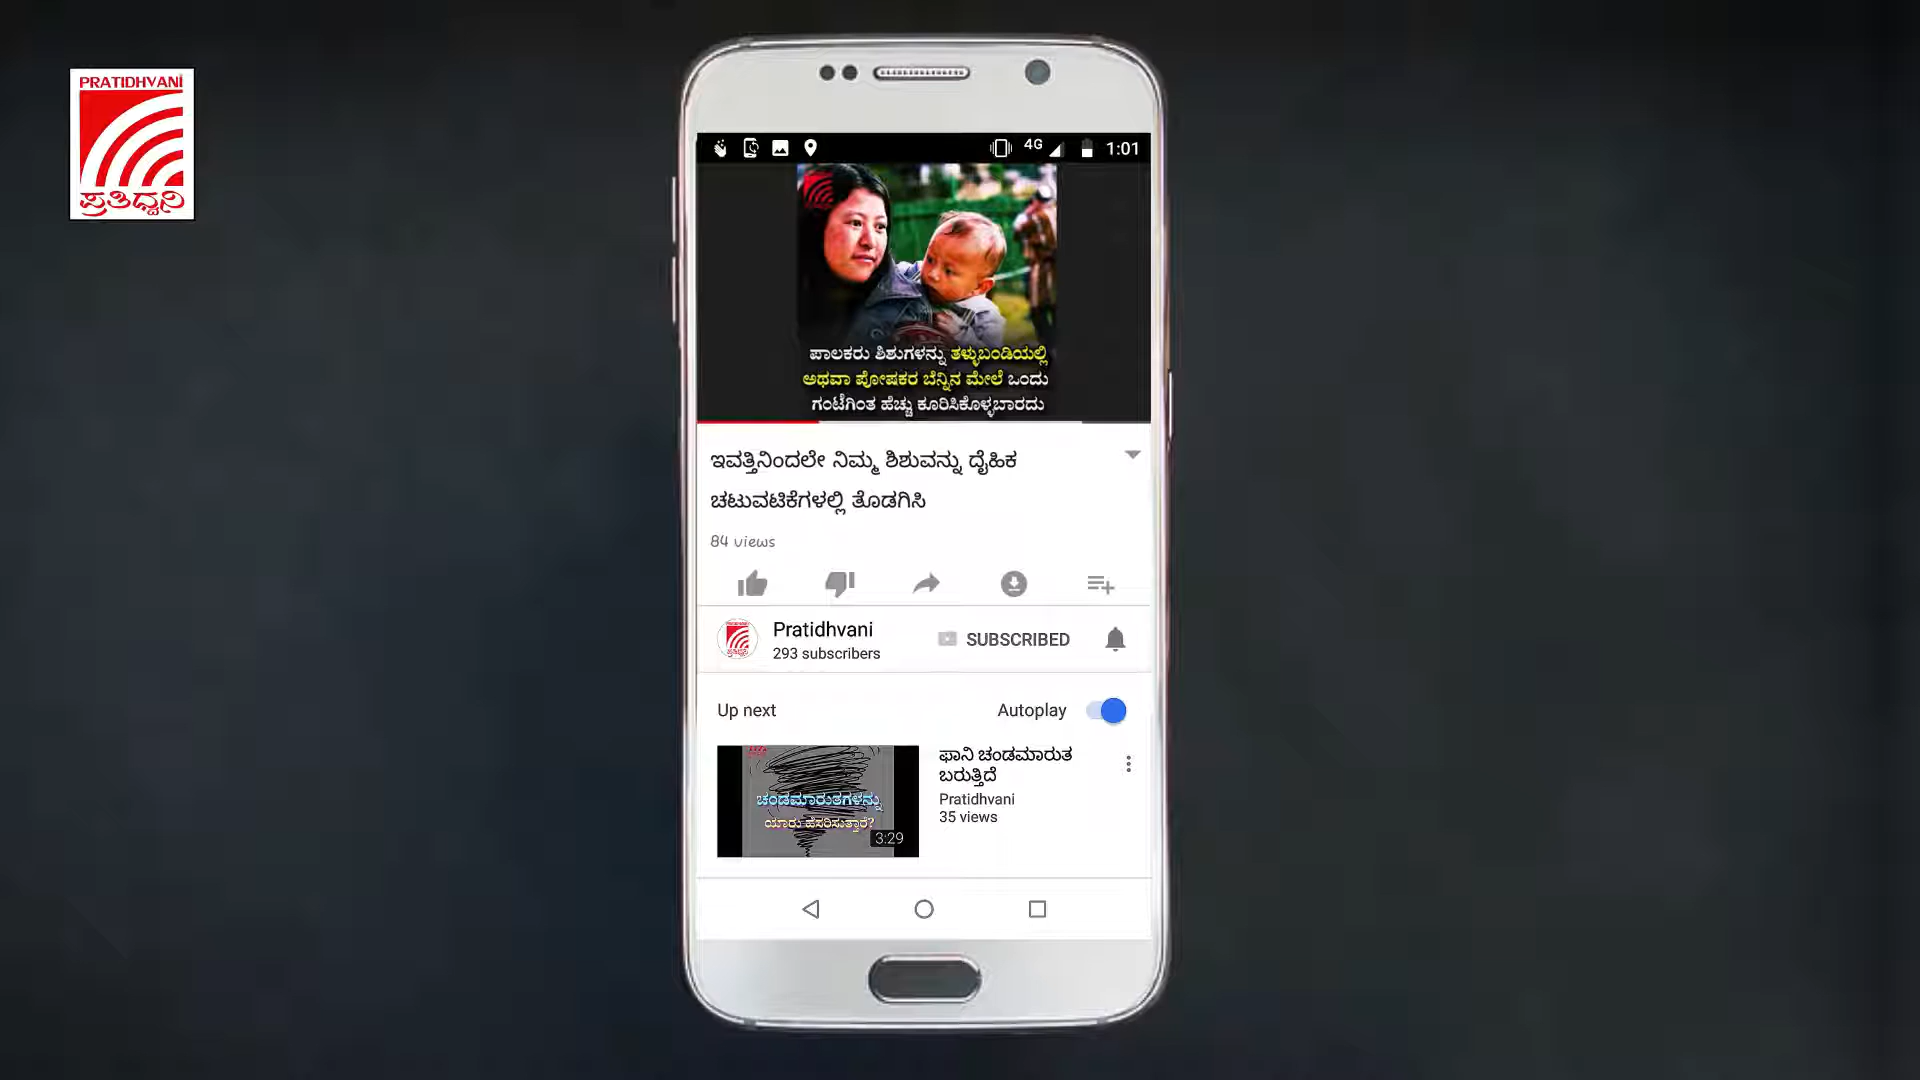 PRATIDHVANI
ಪ್ರತಿಧ್ವನಿ
4G
1:01
ಪಾಲಕರು ಶಿಶುಗಳನ್ನು ತಳ್ಳುಬಂಡಿಯಲ್ಲಿ
ಅಥವಾ ಪೋಷಕರ ಬೆನ್ನಿನ ಮೇಲೆ ಒಂದು
ಗಂಟೆಗಿಂತ ಹೆಚ್ಚು ಕೂರಿಸಿಕೊಳ್ಳಬಾರದು
ಇವತ್ತಿನಿಂದಲೇ ನಿಮ್ಮ ಶಿಶುವನ್ನು ದೈಹಿಕ
ಚಟುವಟಿಕೆಗಳಲ್ಲಿ ತೊಡಗಿಸಿ
84 views
Pratidhvani
293 subscribers
SUBSCRIBED
Up next
Autoplay
ಚಂಡಮಾರುತಗಳನ್ನು
ಯಾರು ಹೆಸರಿಸುತ್ತಾರೆ?
3:29
ಫಾನಿ ಚಂಡಮಾರುತ
ಬರುತ್ತಿದೆ
Pratidhvani
35 views